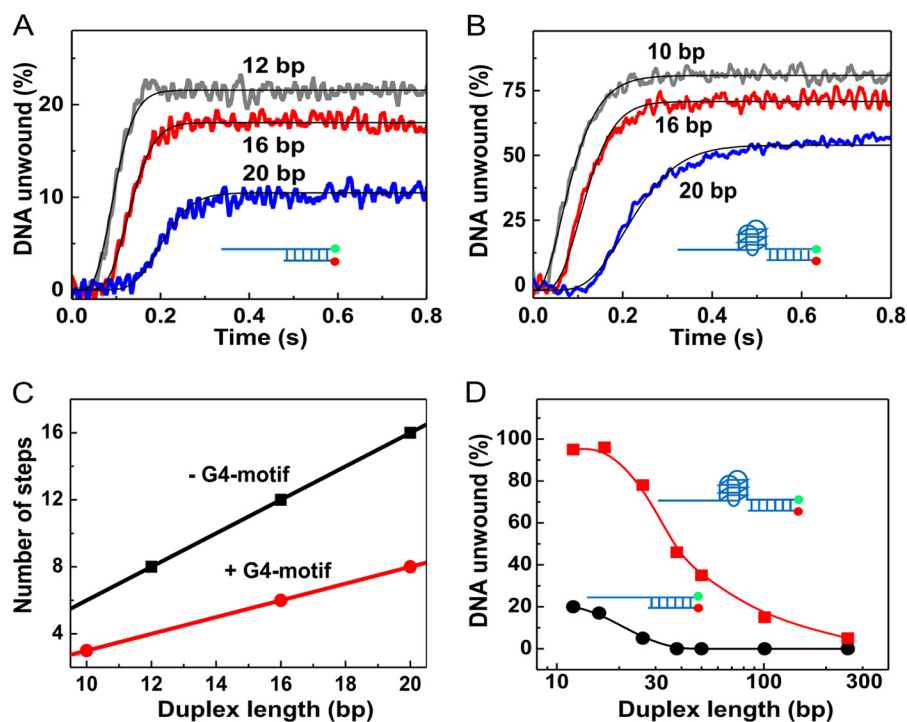 A
DNA unwound (%)
20
10
0
12 bp
16 bp
20 bp
0.0 0.2 0.4 0.6 0.8
Time (s)
B
DNA unwound (%)
75
50
25
0
10 bp
16 bp
20 bp
0.0 0.2 0.4 0.6 0.8
Time (s)
C
Number of steps
16
12
8
4
- G4-motif
+ G4-motif
10 12 14 16 18 20
Duplex length (bp)
D
DNA unwound (%)
100
80
60
40
20
0
10 30 100 300
Duplex length (bp)